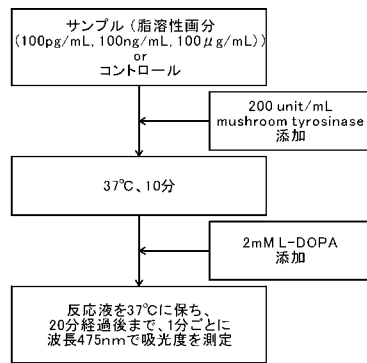 サンプル（脂溶性画分
(100pg/mL, 100ng/mL, 100μg/mL)）
or
コントロール
200 unit/mL
mushroom tyrosinase
添加
37℃、10分
2mM L-DOPA
添加
反応液を37℃に保ち、
20分経過後まで、1分ごとに
波長475nmで吸光度を測定